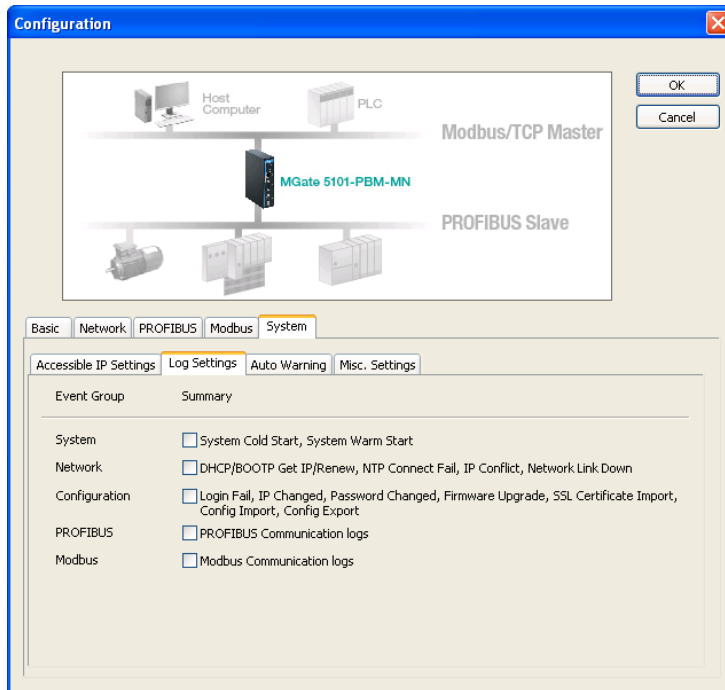 Configuration
Host
Computer
PLC
Modbus/TCP Master
MGate 5101-PBM-MN
PROFIBUS Slave
OK
Cancel
Basic Network PROFIBUS Modbus System
Accessible IP Settings Log Settings Auto Warning Misc. Settings
Event Group Summary
System System Cold Start, System Warm Start
Network DHCP/BOOTP Get IP/Renew, NTP Connect Fail, IP Conflict, Network Link Down
Configuration Login Fail, IP Changed, Password Changed, Firmware Upgrade, SSL Certificate Import,
Config Import, Config Export
PROFIBUS PROFIBUS Communication logs
Modbus Modbus Communication logs